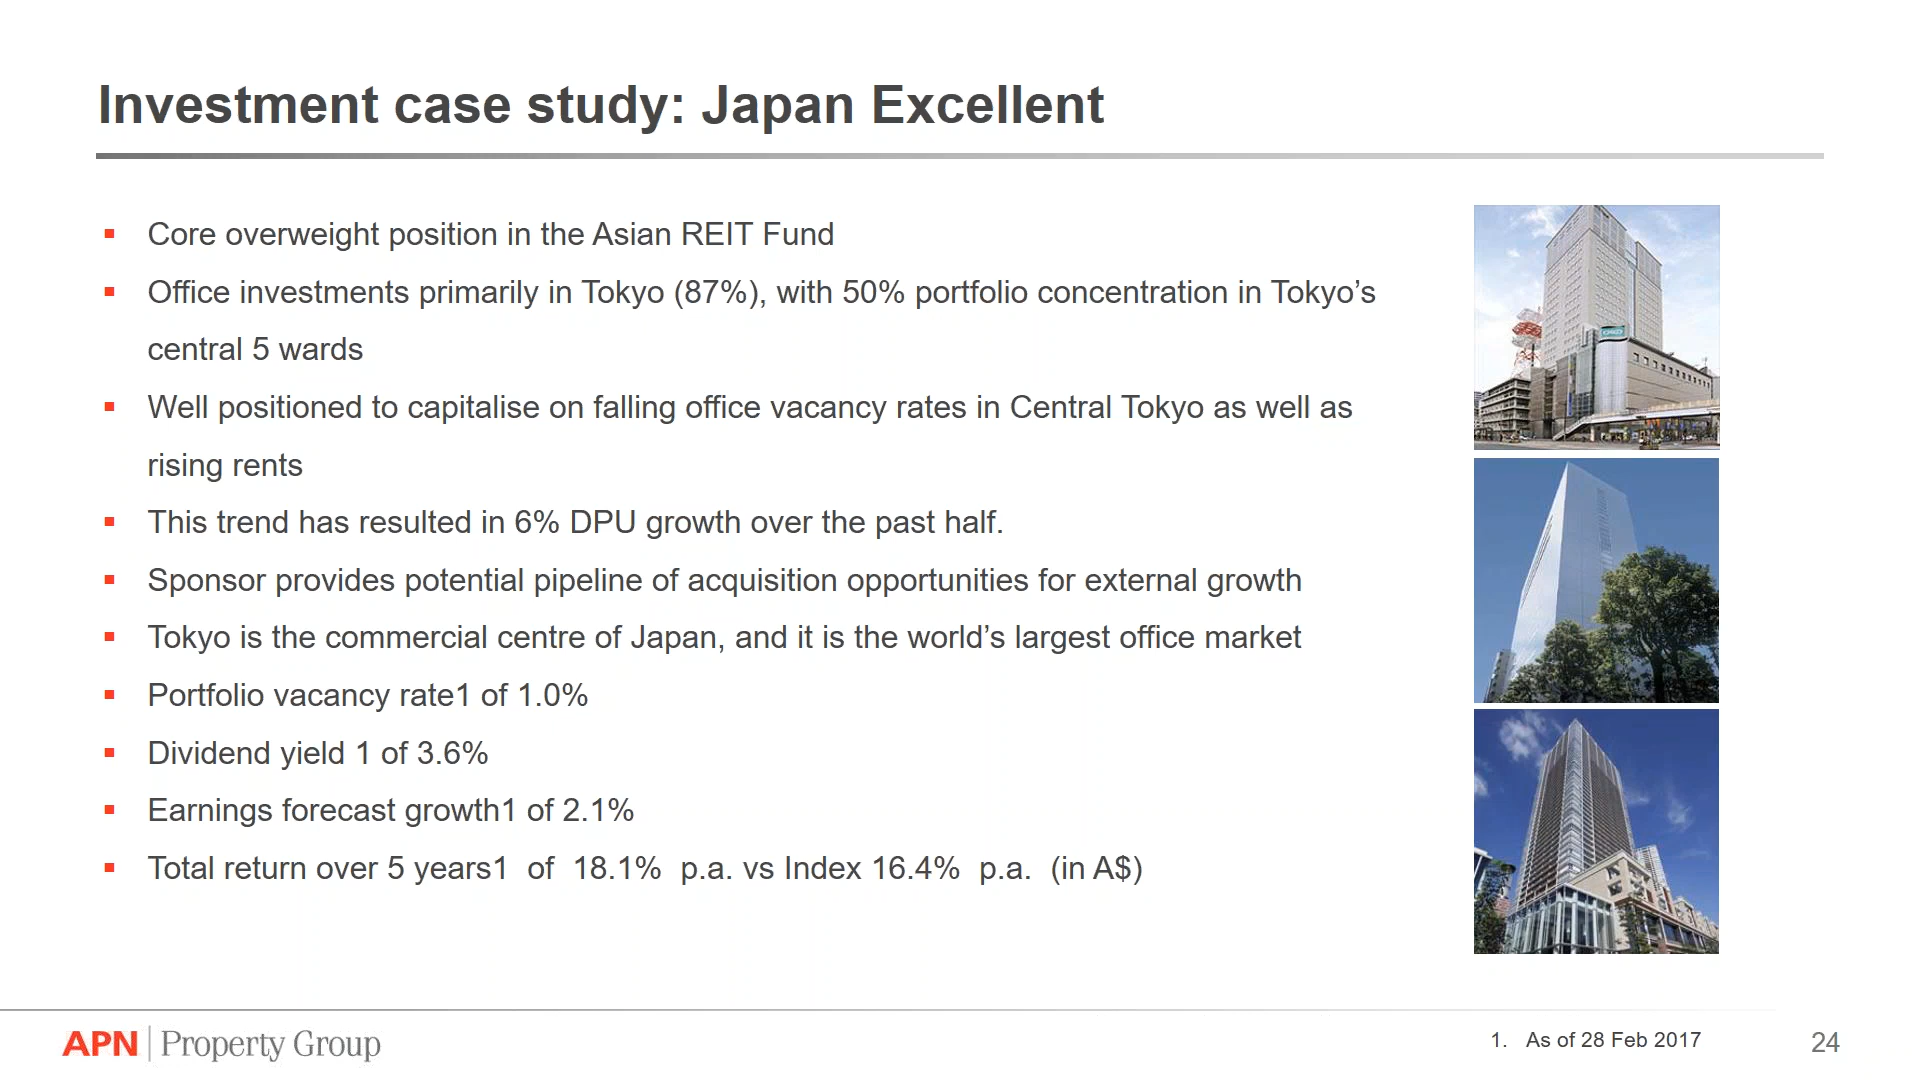 Investment case study: Japan Excellent
▪ Core overweight position in the Asian REIT Fund
▪ Office investments primarily in Tokyo (87%), with 50% portfolio concentration in Tokyo’s
central 5 wards
▪ Well positioned to capitalise on falling office vacancy rates in Central Tokyo as well as
rising rents
▪ This trend has resulted in 6% DPU growth over the past half.
▪ Sponsor provides potential pipeline of acquisition opportunities for external growth
▪ Tokyo is the commercial centre of Japan, and it is the world’s largest office market
▪ Portfolio vacancy rate1 of 1.0%
▪ Dividend yield 1 of 3.6%
▪ Earnings forecast growth1 of 2.1%
▪ Total return over 5 years1 of 18.1% p.a. vs Index 16.4% p.a. (in A$)
APN | Property Group
1. As of 28 Feb 2017
24